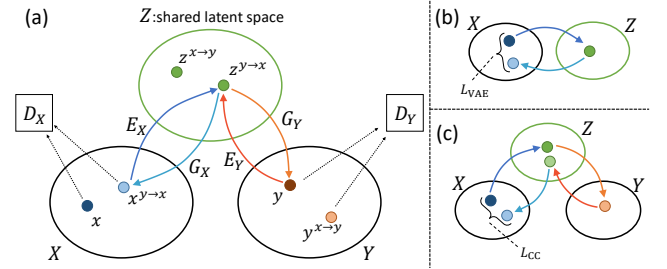 (a)
Z:shared latent space
z^{x→y}
z^{y→x}
D_X
D_Y
E_X
G_Y
G_X
E_Y
x^{y→x}
x
y
y^{x→y}
X
Y
(b)
X
Z
L_VAE
(c)
Z
X
Y
L_CC